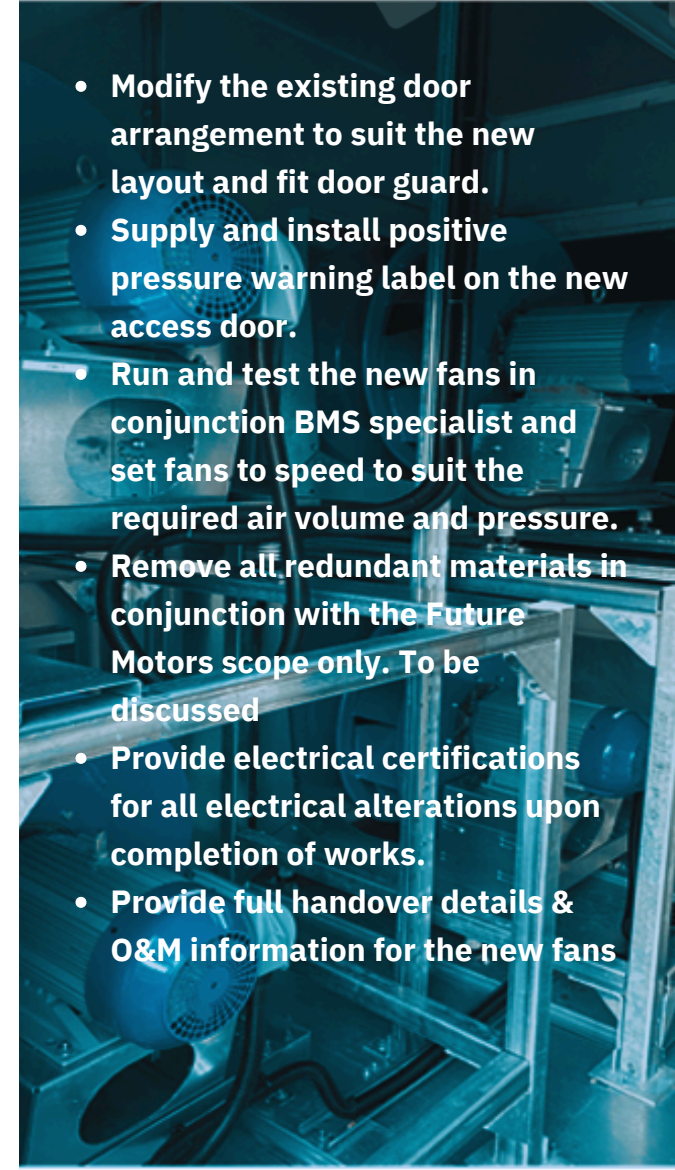 • Modify the existing door
arrangement to suit the new
layout and fit door guard.
• Supply and install positive
pressure warning label on the new
access door.
• Run and test the new fans in
conjunction BMS specialist and
set fans to speed to suit the
required air volume and pressure.
• Remove all redundant materials in
conjunction with the Future
Motors scope only. To be
discussed
• Provide electrical certifications
for all electrical alterations upon
completion of works.
• Provide full handover details &
O&M information for the new fans